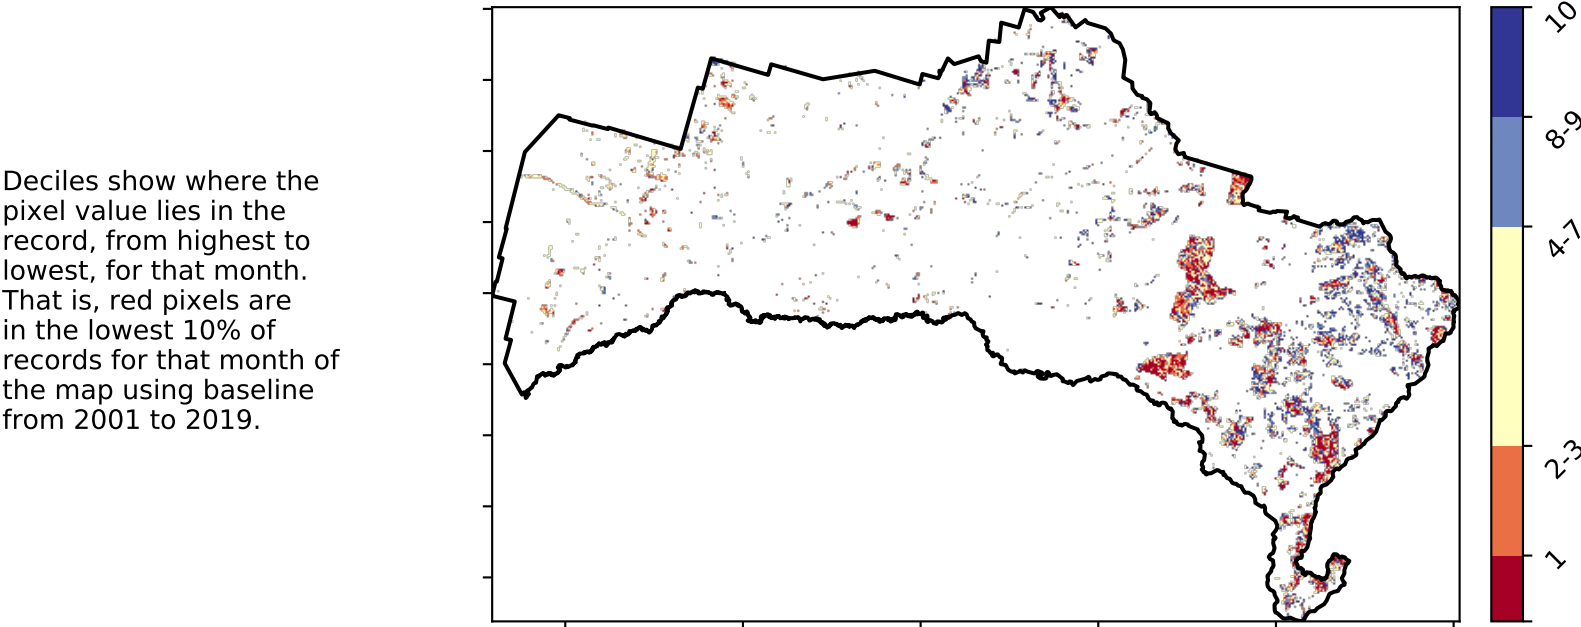 Deciles show where the
pixel value lies in the
record, from highest to
lowest, for that month.
That is, red pixels are
in the lowest 10% of
records for that month of
the map using baseline
from 2001 to 2019.
10
8-9
4-7
2-3
1